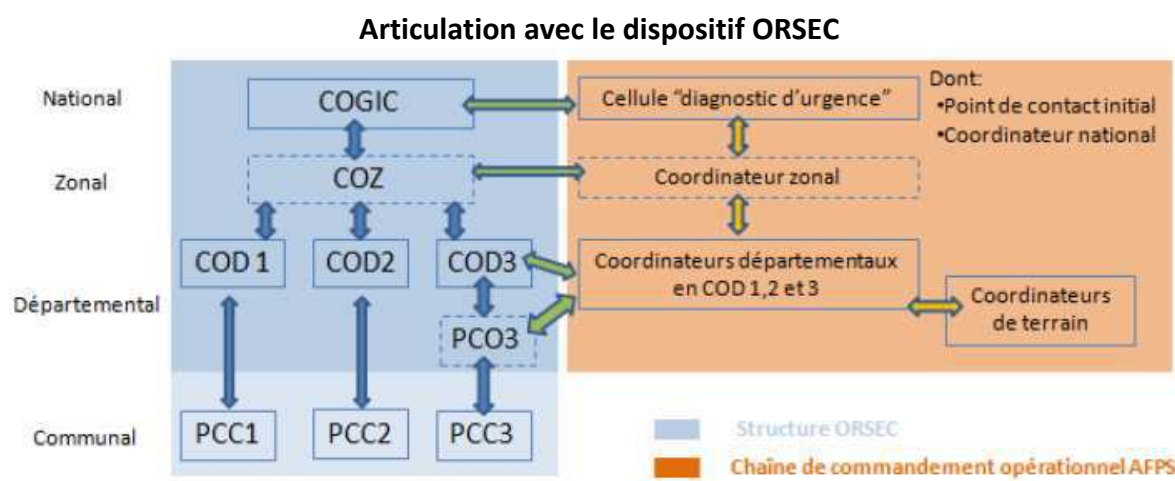 Articulation avec le dispositif ORSEC
National
COGIC
Cellule “diagnostic d’urgence”
Dont:
•Point de contact initial
•Coordinateur national
Zonal
COZ
Coordinateur zonal
Départemental
COD 1
COD2
COD3
Coordinateurs départementaux
en COD 1,2 et 3
Coordinateurs
de terrain
PCO3
Communal
PCC1
PCC2
PCC3
Structure ORSEC
Chaîne de commandement opérationnel AFPS